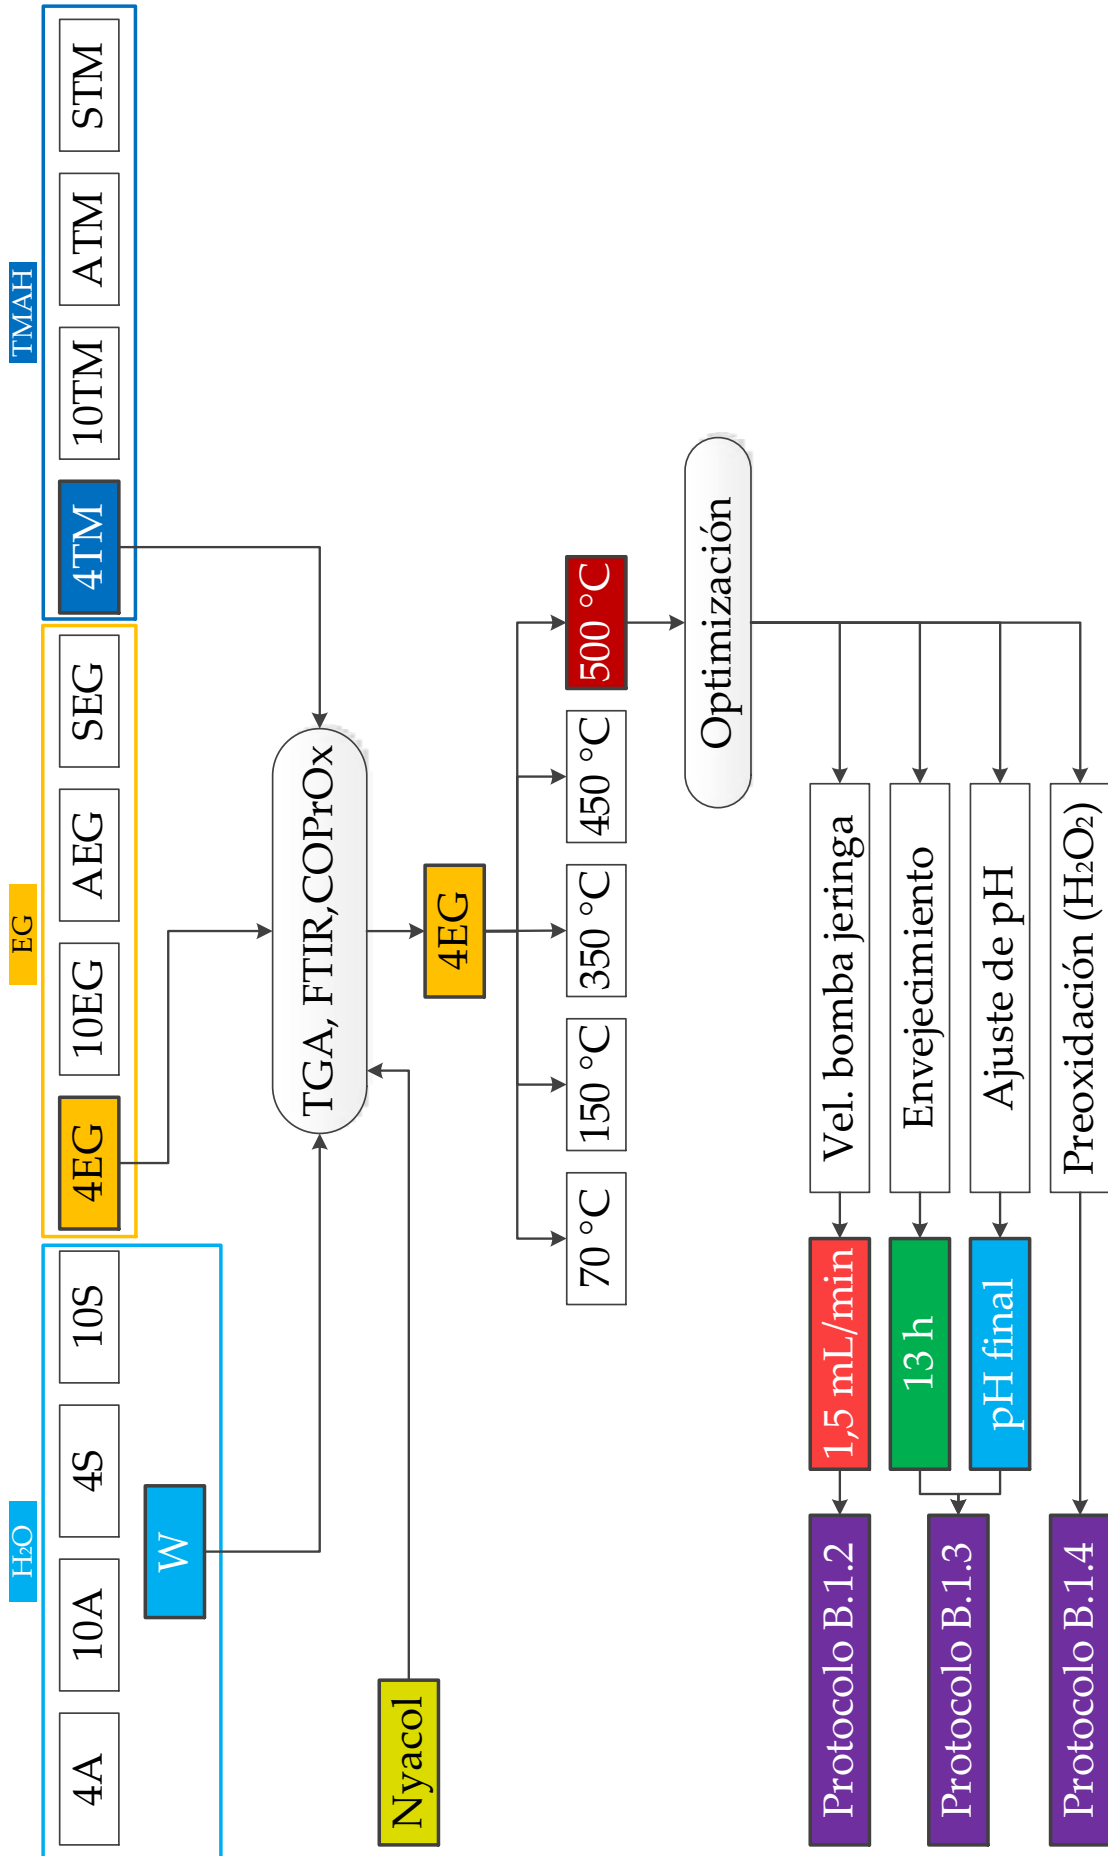 H₂O
EG
TMAH
4A
10A
4S
10S
4EG
10EG
AEG
SEG
4TM
10TM
ATM
STM
W
TGA, FTIR,COPrOx
Nyacol
4EG
70 °C
150 °C
350 °C
450 °C
500 °C
Optimización
Protocolo B.1.2
1,5 mL/min
Vel. bomba jeringa
13 h
Envejecimiento
Protocolo B.1.3
pH final
Ajuste de pH
Protocolo B.1.4
Preoxidación (H₂O₂)